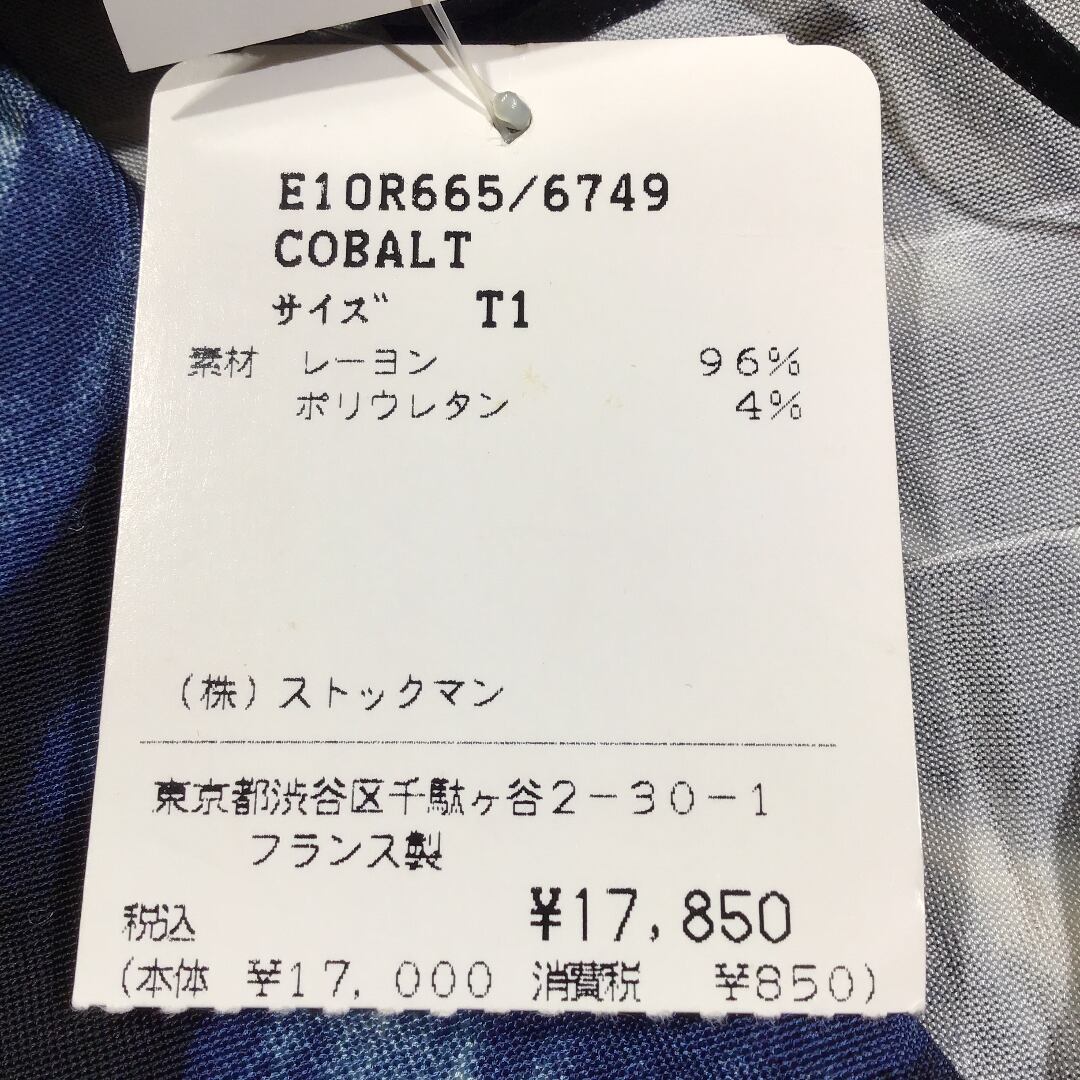 E10R665/6749
COBALT
サイズ T1
素材 レーヨン 96%
ポリウレタン 4%
(株)ストックマン
東京都渋谷区千駄ヶ谷2-30-1
フランス製
税込 ¥17,850
(本体 ¥17,000 消費税 ¥850)